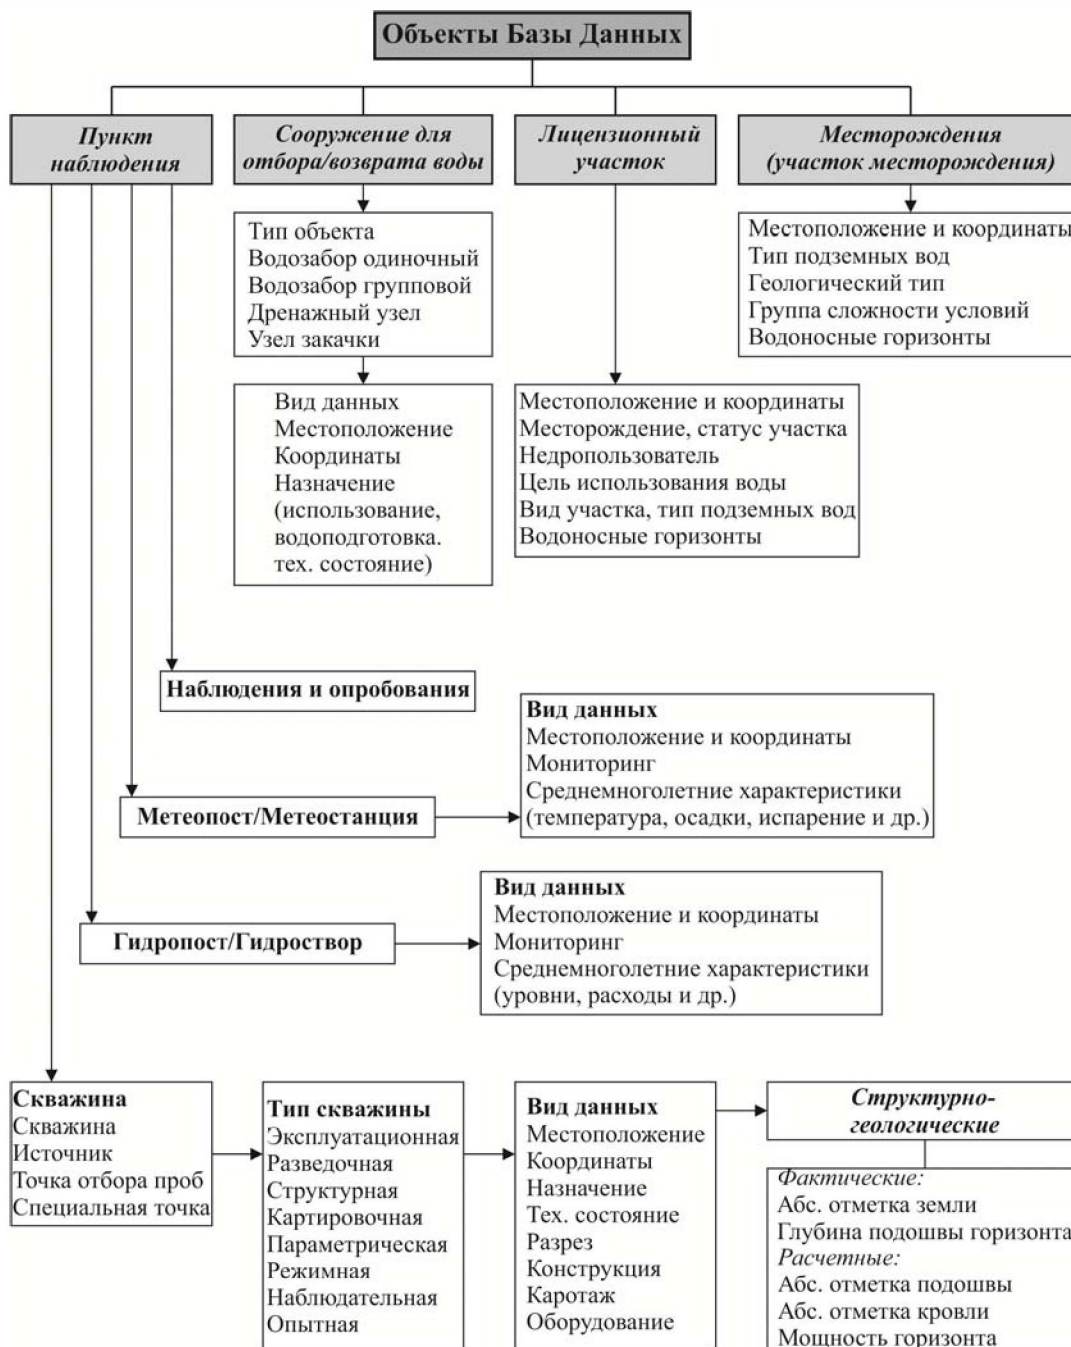 Объекты Базы Данных
Пункт
наблюдения
Сооружение для
отбора/возврата воды
Лицензионный
участок
Месторождения
(участок месторождения)
Тип объекта
Водозабор одиночный
Водозабор групповой
Дренажный узел
Узел закачки
Местоположение и координаты
Тип подземных вод
Геологический тип
Группа сложности условий
Водоносные горизонты
Вид данных
Местоположение
Координаты
Назначение
(использование,
водоподготовка.
тех. состояние)
Местоположение и координаты
Месторождение, статус участка
Недропользователь
Цель использования воды
Вид участка, тип подземных вод
Водоносные горизонты
Наблюдения и опробования
Метеопост/Метеостанция
Вид данных
Местоположение и координаты
Мониторинг
Среднемноголетние характеристики
(температура, осадки, испарение и др.)
Гидропост/Гидроствор
Вид данных
Местоположение и координаты
Мониторинг
Среднемноголетние характеристики
(уровни, расходы и др.)
Скважина
Скважина
Источник
Точка отбора проб
Специальная точка
Тип скважины
Эксплуатационная
Разведочная
Структурная
Картировочная
Параметрическая
Режимная
Наблюдательная
Опытная
Вид данных
Местоположение
Координаты
Назначение
Тех. состояние
Разрез
Конструкция
Каротаж
Оборудование
Структурно-
геологические
Фактические:
Абс. отметка земли
Глубина подошвы горизонта
Расчетные:
Абс. отметка подошвы
Абс. отметка кровли
Мощность горизонта